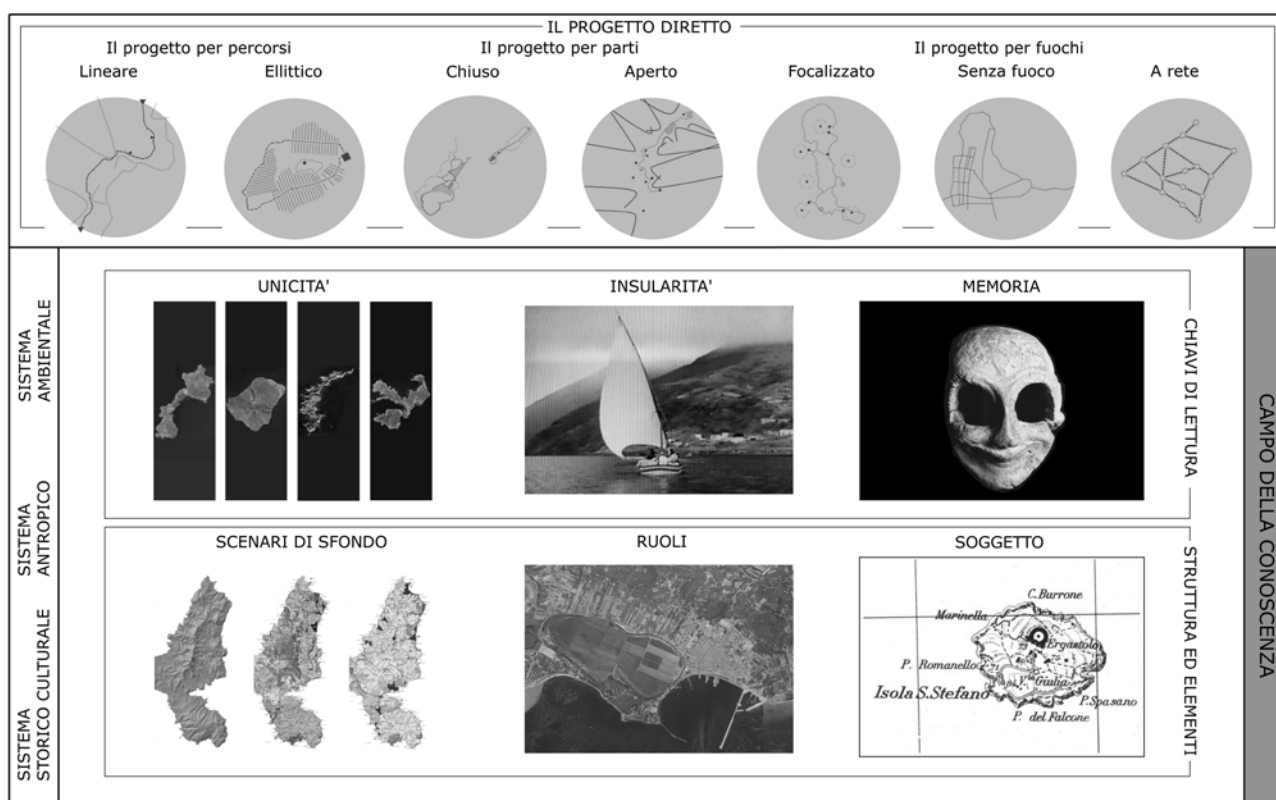 IL PROGETTO DIRETTO
Il progetto per percorsi
Il progetto per parti
Il progetto per fuochi
Lineare
Ellittico
Chiuso
Aperto
Focalizzato
Senza fuoco
A rete
SISTEMA
AMBIENTALE
SISTEMA
ANTROPICO
SISTEMA
STORICO CULTURALE
UNICITA'
INSULARITA'
MEMORIA
CHIAVI DI LETTURA
SCENARI DI SFONDO
RUOLI
SOGGETTO
C. Burrone
Marinella
Ergastolo
P. Romanello
Giulia
Isola S. Stefano
P. Spasano
P. del Falcone
STRUTTURA ED ELEMENTI
CAMPO DELLA CONOSCENZA